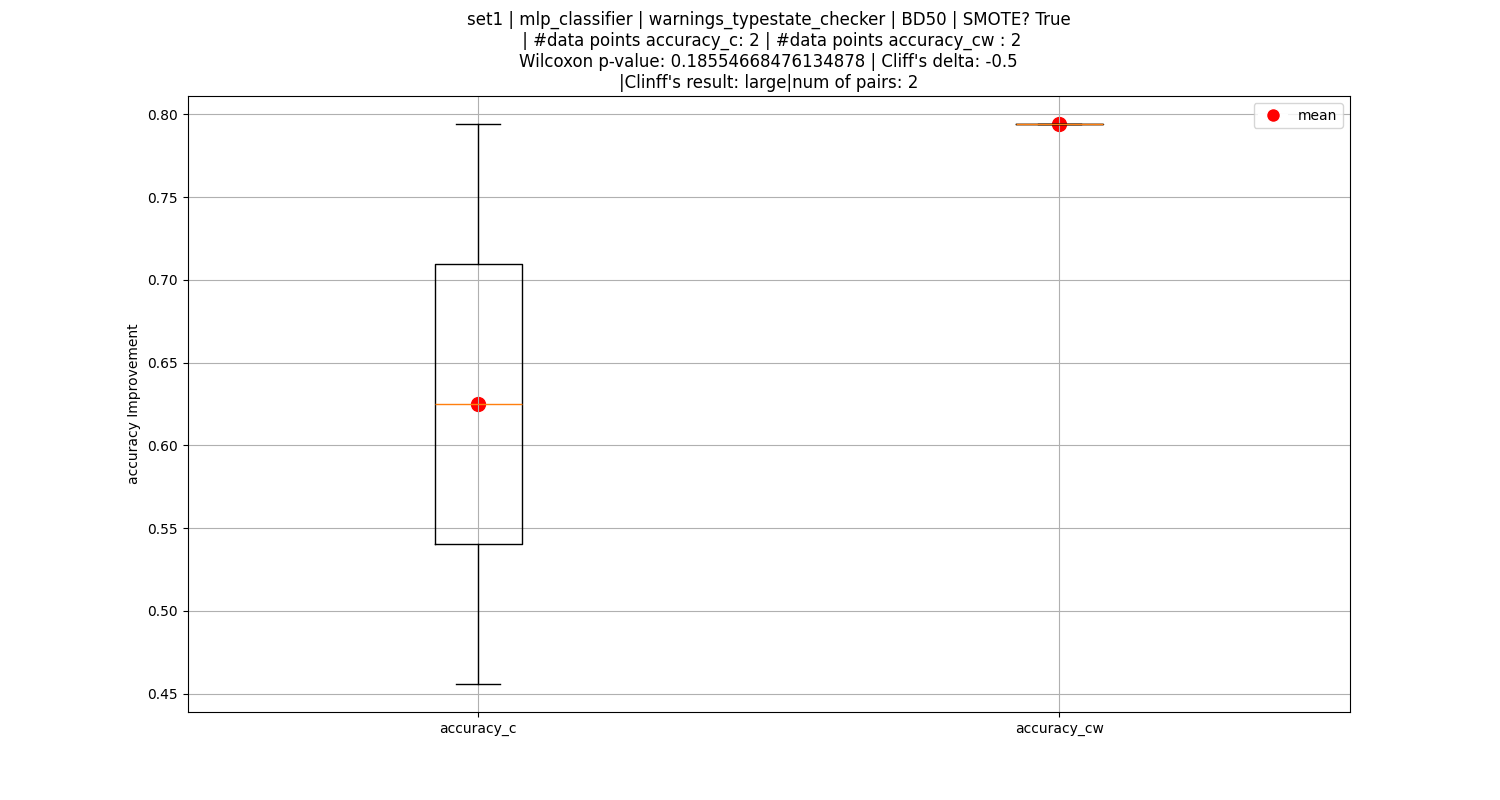 set1 | mlp_classifier | warnings_typestate_checker | BD50 | SMOTE? True
| #data points accuracy_c: 2 | #data points accuracy_cw : 2
Wilcoxon p-value: 0.18554668476134878 | Cliff's delta: -0.5
|Clinff's result: large|num of pairs: 2
mean
0.80
0.75
0.70
0.65
0.60
0.55
0.50
0.45
accuracy Improvement
accuracy_c
accuracy_cw